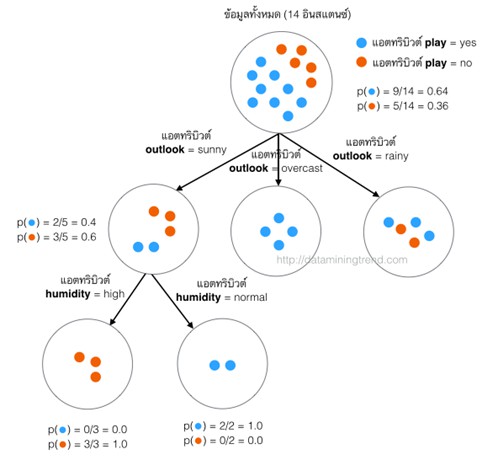 ข้อมูลทั้งหมด (14 อินสแตนซ์)
แอตทริบิวต์ play = yes
แอตทริบิวต์ play = no
p(●) = 9/14 = 0.64
p(●) = 5/14 = 0.36
แอตทริบิวต์
outlook = sunny
แอตทริบิวต์
outlook = overcast
แอตทริบิวต์
outlook = rainy
p(●) = 2/5 = 0.4
p(●) = 3/5 = 0.6
http://dataminingtrend.com
แอตทริบิวต์
humidity = high
แอตทริบิวต์
humidity = normal
p(●) = 0/3 = 0.0
p(●) = 3/3 = 1.0
p(●) = 2/2 = 1.0
p(●) = 0/2 = 0.0